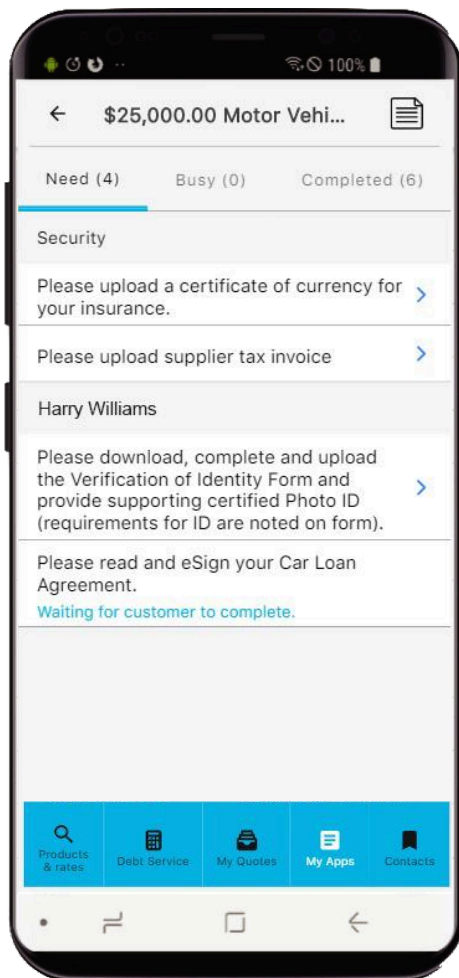 100%
$25,000.00 Motor Vehi...
Need (4)
Busy (0)
Completed (6)
Security
Please upload a certificate of currency for
your insurance.
Please upload supplier tax invoice
Harry Williams
Please download, complete and upload
the Verification of Identity Form and
provide supporting certified Photo ID
(requirements for ID are noted on form).
Please read and eSign your Car Loan
Agreement.
Waiting for customer to complete.
Products
& rates
Debt Service
My Quotes
My Apps
Contacts